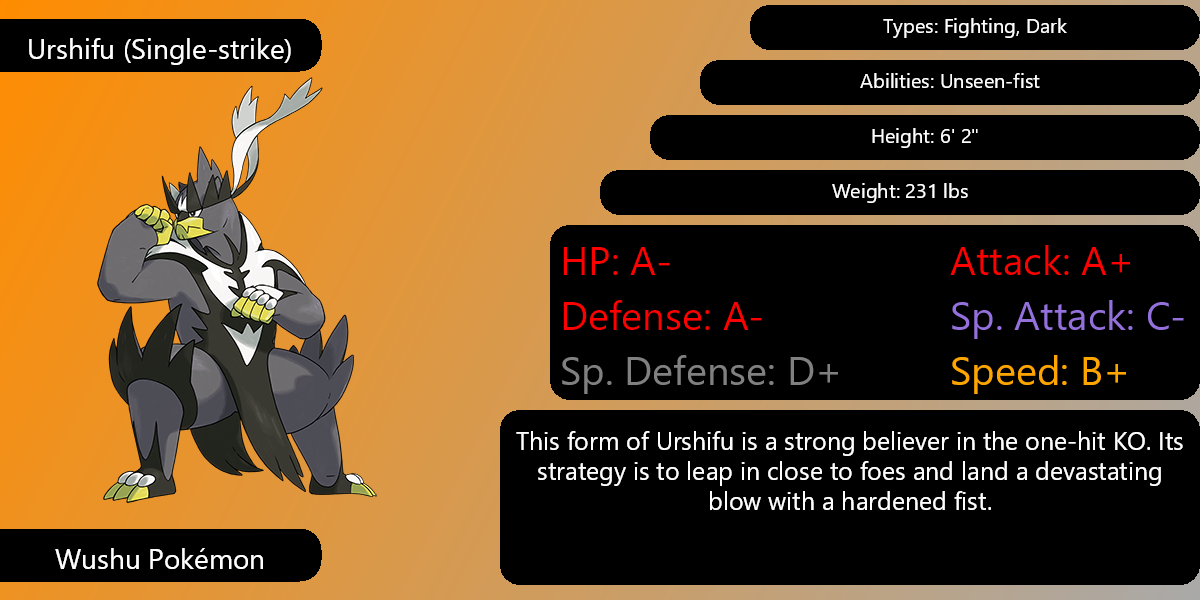 Urshifu (Single-strike)
Types: Fighting, Dark
Abilities: Unseen-fist
Height: 6' 2"
Weight: 231 lbs
HP: A-
Attack: A+
Defense: A-
Sp. Attack: C-
Sp. Defense: D+
Speed: B+
This form of Urshifu is a strong believer in the one-hit KO. Its
strategy is to leap in close to foes and land a devastating
blow with a hardened fist.
Wushu Pokémon